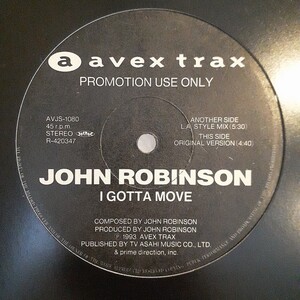 a avex trax
PROMOTION USE ONLY
AVJS-1080
45 r.p.m.
STEREO
R-420347
ANOTHER SIDE
L.A. STYLE MIX (5:30)
THIS SIDE
ORIGINAL VERSION (4:40)
JOHN ROBINSON
I GOTTA MOVE
COMPOSED BY JOHN ROBINSON
PRODUCED BY JOHN ROBINSON
Ⓟ 1993 AVEX TRAX
PUBLISHED BY TV ASAHI MUSIC CO., LTD.
& prime direction, inc.